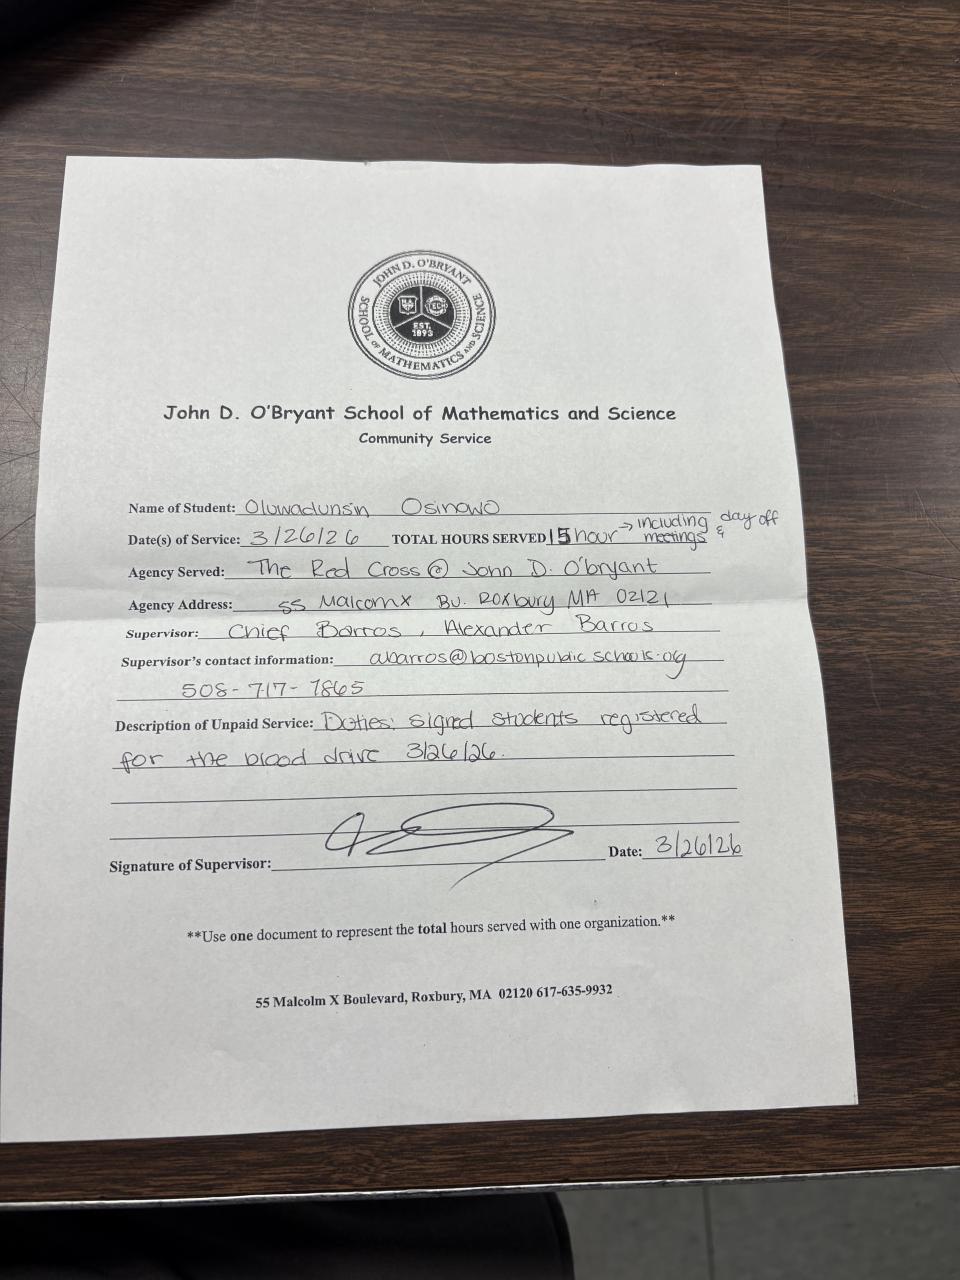 JOHN D. O'BRYANT
SCHOOL OF MATHEMATICS AND SCIENCE
TECH
EST.
1893
John D. O'Bryant School of Mathematics and Science
Community Service
Name of Student: Oluwadunsin Osinowo
Date(s) of Service: 3/26/26 TOTAL HOURS SERVED 15 hour → including meetings & day off
Agency Served: The Red Cross @ John D. O'bryant
Agency Address: 55 Malcom X Bv. Roxbury MA 02121
Supervisor: Chief Barros, Alexander Barros
Supervisor's contact information: abarros@bostonpublicschools.org
508-717-7865
Description of Unpaid Service: Duties: signed students registered
for the blood drive 3/26/26.
Signature of Supervisor: Date: 3/26/26
**Use one document to represent the total hours served with one organization.**
55 Malcolm X Boulevard, Roxbury, MA 02120 617-635-9932